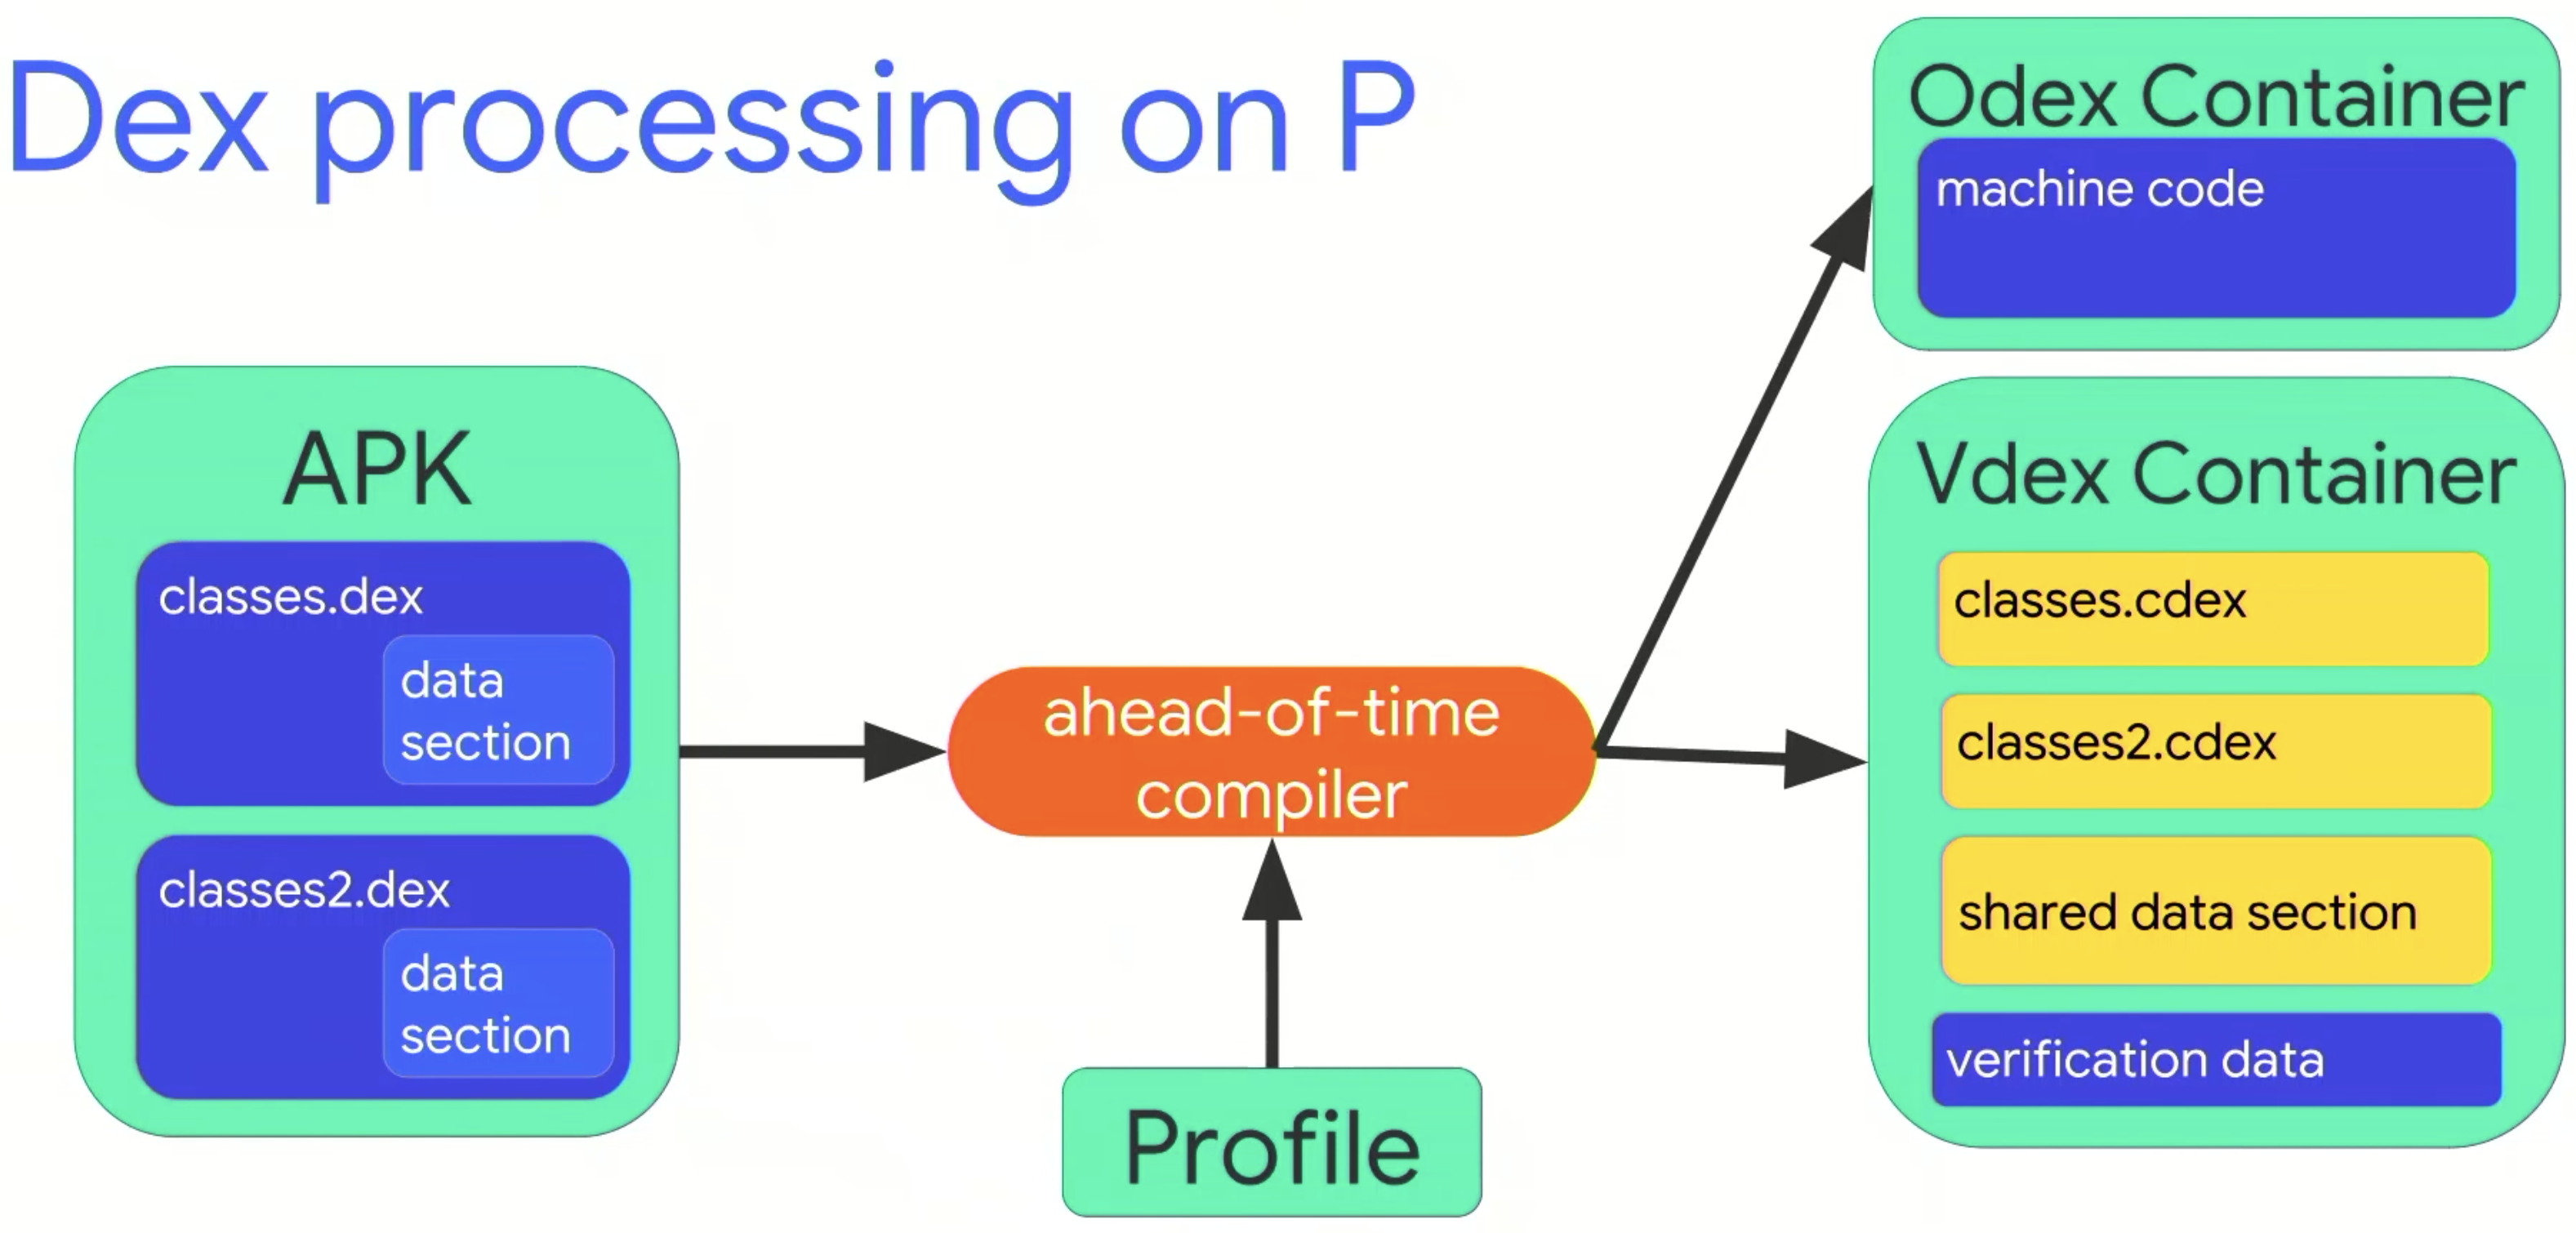 Dex processing on P
APK
classes.dex
data
section
classes2.dex
data
section
ahead-of-time
compiler
Profile
Odex Container
machine code
Vdex Container
classes.cdex
classes2.cdex
shared data section
verification data